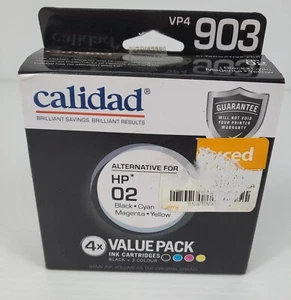 VP4 903
calidad®
BRILLIANT SAVINGS. BRILLIANT RESULTS
GUARANTEE
WILL NOT
VOID YOUR
PRINTER
WARRANTY
ALTERNATIVE FOR
HP*
02
Black • Cyan
Magenta • Yellow
4x VALUE PACK
INK CARTRIDGES
BLACK + 3 COLOUR